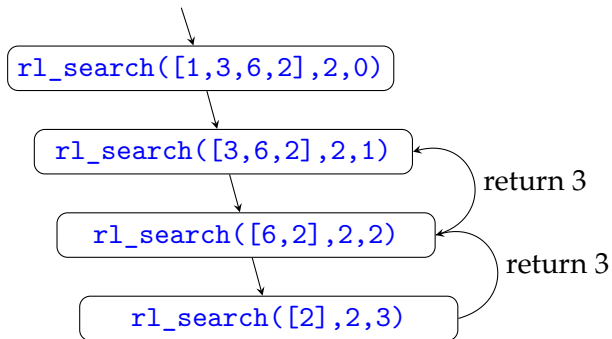 rl_search([1,3,6,2],2,0)
rl_search([3,6,2],2,1)
return 3
rl_search([6,2],2,2)
return 3
rl_search([2],2,3)